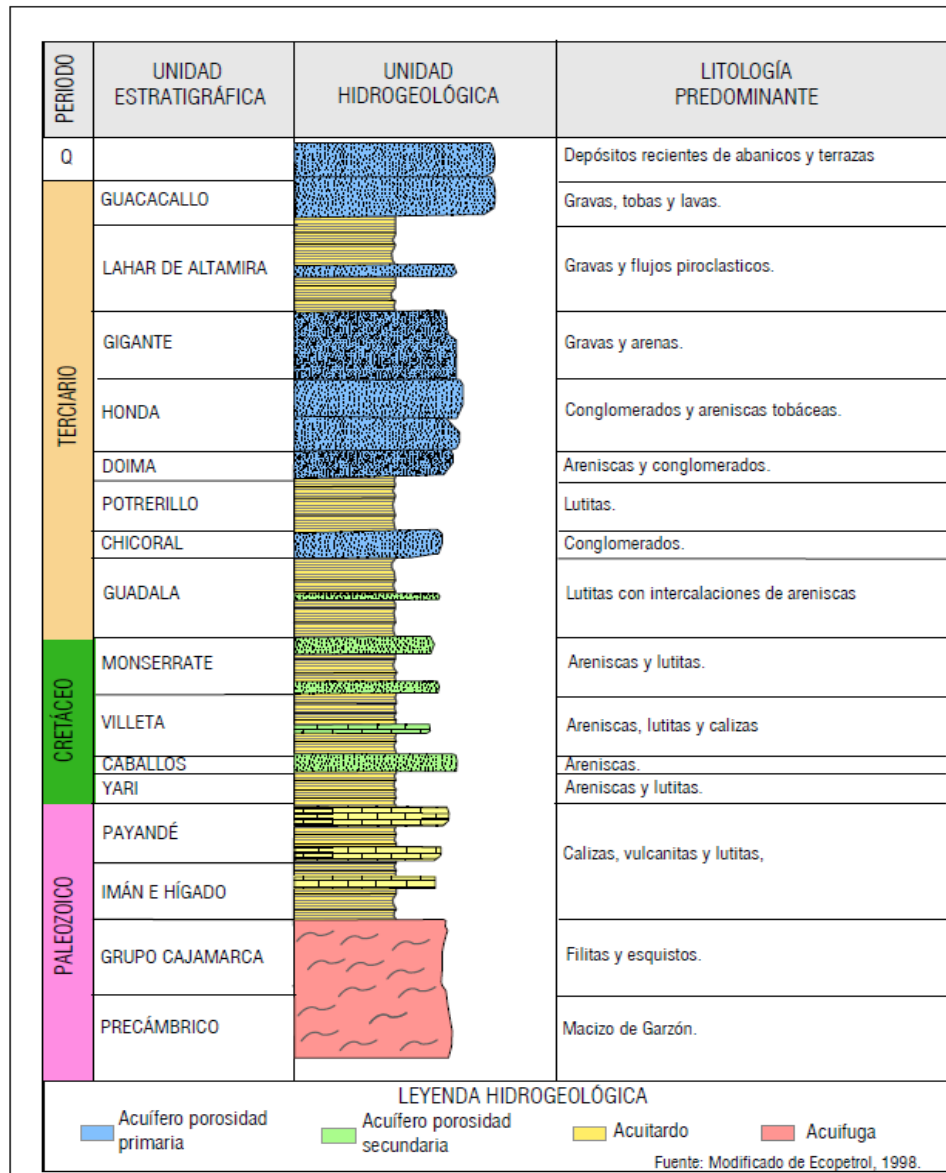 PERIODO
UNIDAD
ESTRATIGRÁFICA
UNIDAD
HIDROGEOLÓGICA
LITOLOGÍA
PREDOMINANTE
Q
Depósitos recientes de abanicos y terrazas
TERCIARIO
GUACACALLO
Gravas, tobas y lavas.
LAHAR DE ALTAMIRA
Gravas y flujos piroclasticos.
GIGANTE
Gravas y arenas.
HONDA
Conglomerados y areniscas tobáceas.
DOIMA
Areniscas y conglomerados.
POTRERILLO
Lutitas.
CHICORAL
Conglomerados.
GUADALA
Lutitas con intercalaciones de areniscas
CRETÁCEO
MONSERRATE
Areniscas y lutitas.
VILLETA
Areniscas, lutitas y calizas
CABALLOS
Areniscas.
YARI
Areniscas y lutitas.
PALEOZOICO
PAYANDÉ
Calizas, vulcanitas y lutitas,
IMÁN E HÍGADO
GRUPO CAJAMARCA
Filitas y esquistos.
PRECÁMBRICO
Macizo de Garzón.
LEYENDA HIDROGEOLÓGICA
Acuífero porosidad
primaria
Acuífero porosidad
secundaria
Acuitardo
Acuifuga
Fuente: Modificado de Ecopetrol, 1998.